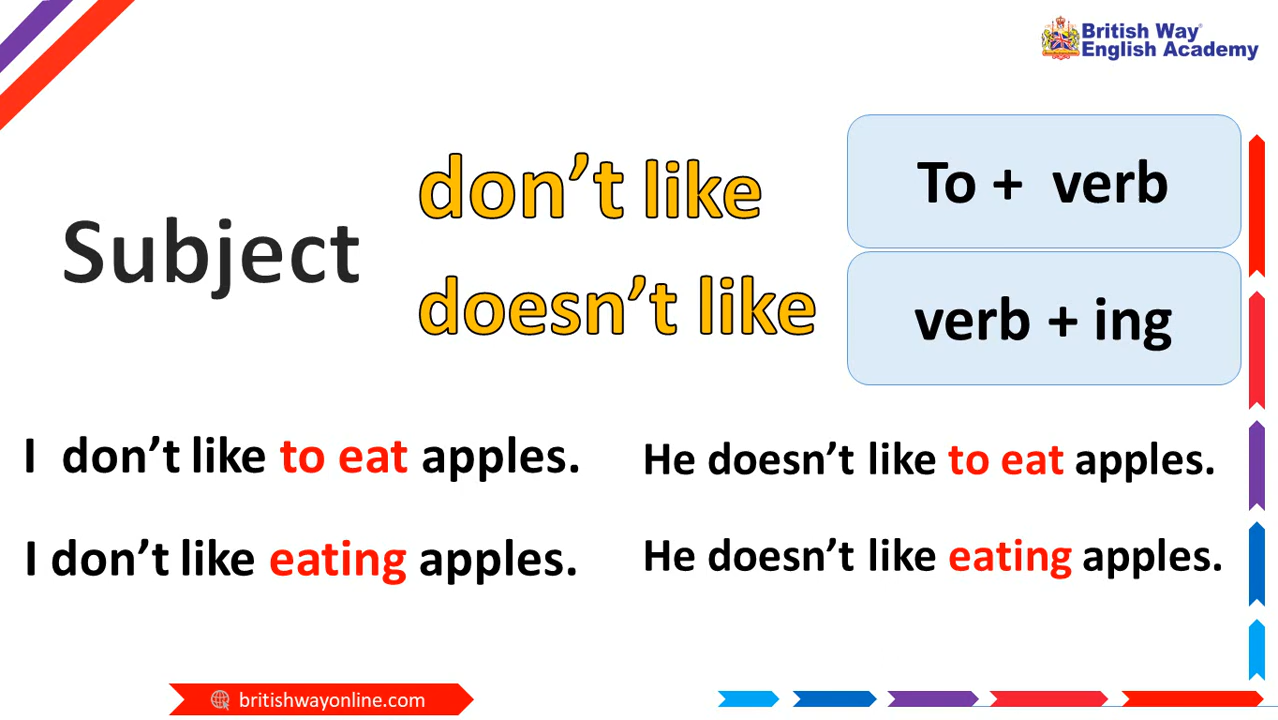 British Way
English Academy
Subject
don’t like
doesn’t like
To + verb
verb + ing
I don’t like to eat apples.
I don’t like eating apples.
He doesn’t like to eat apples.
He doesn’t like eating apples.
britishwayonline.com